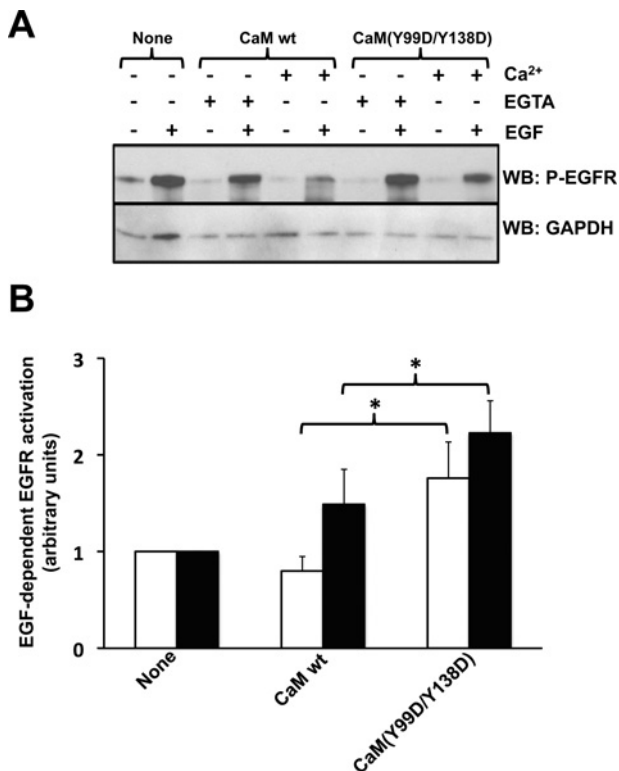 A
None CaM wt CaM(Y99D/Y138D)
- - - - + + - - + + Ca²⁺
- - + + - - + + - - EGTA
- + - + - + - + - + EGF
WB: P-EGFR
WB: GAPDH
B
EGF-dependent EGFR activation
(arbitrary units)
3
2
1
0
*
*
None
CaM wt
CaM(Y99D/Y138D)